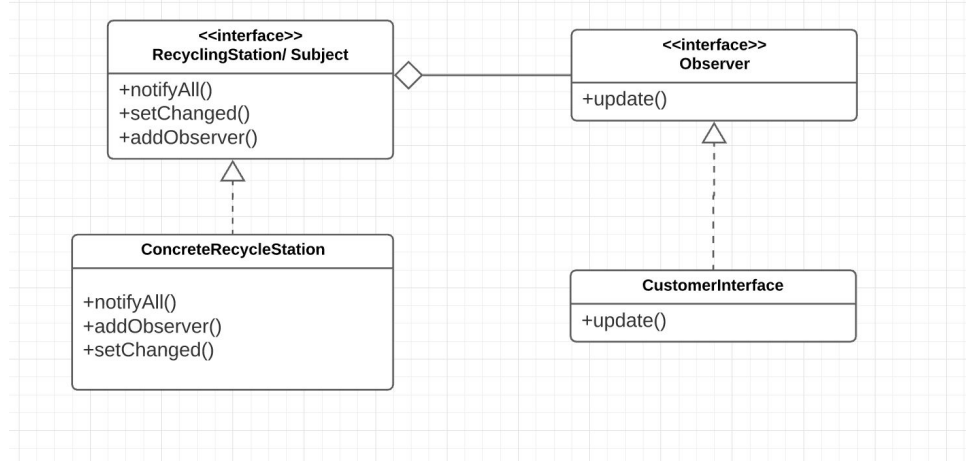 <<interface>>
RecyclingStation/ Subject
+notifyAll()
+setChanged()
+addObserver()
<<interface>>
Observer
+update()
ConcreteRecycleStation
+notifyAll()
+addObserver()
+setChanged()
CustomerInterface
+update()